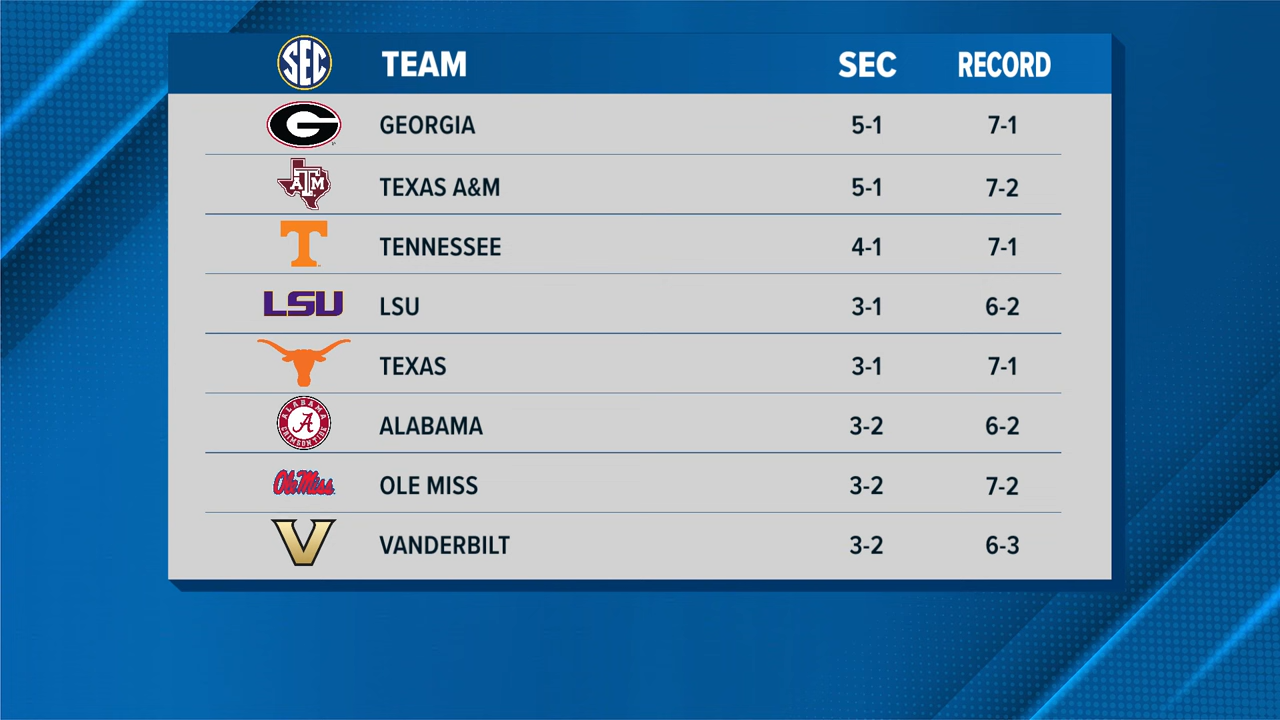 SEC TEAM SEC RECORD
G GEORGIA 5-1 7-1
ATM TEXAS A&M 5-1 7-2
T TENNESSEE 4-1 7-1
LSU LSU 3-1 6-2
TEXAS 3-1 7-1
ALABAMA A CRIMSON TIDE ALABAMA 3-2 6-2
Ole Miss OLE MISS 3-2 7-2
V VANDERBILT 3-2 6-3